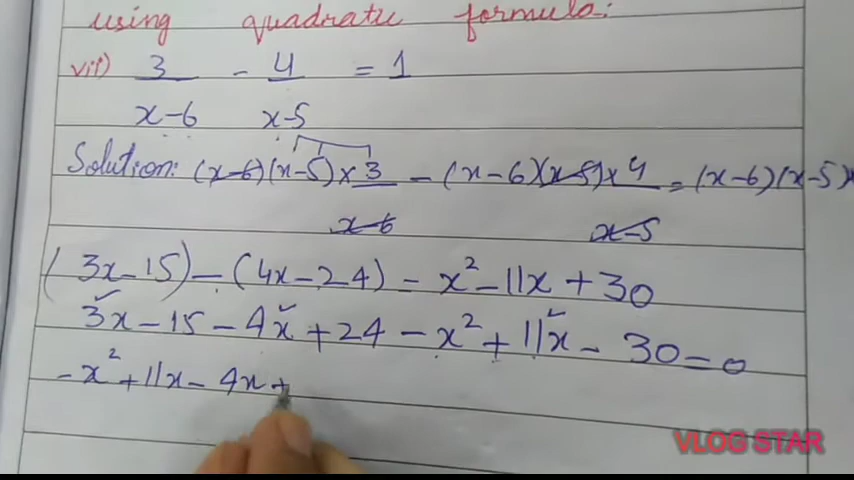 using quadratic formula:
vii) 3/x-6 - 4/x-5 = 1
Solution: (x-6)(x-5)×3/x-6 - (x-6)(x-5)×4/x-5 = (x-6)(x-5)×
(3x-15) - (4x-24) = x² - 11x + 30
3x - 15 - 4x + 24 - x² + 11x - 30 = 0
-x² + 11x - 4x +
VLOG STAR